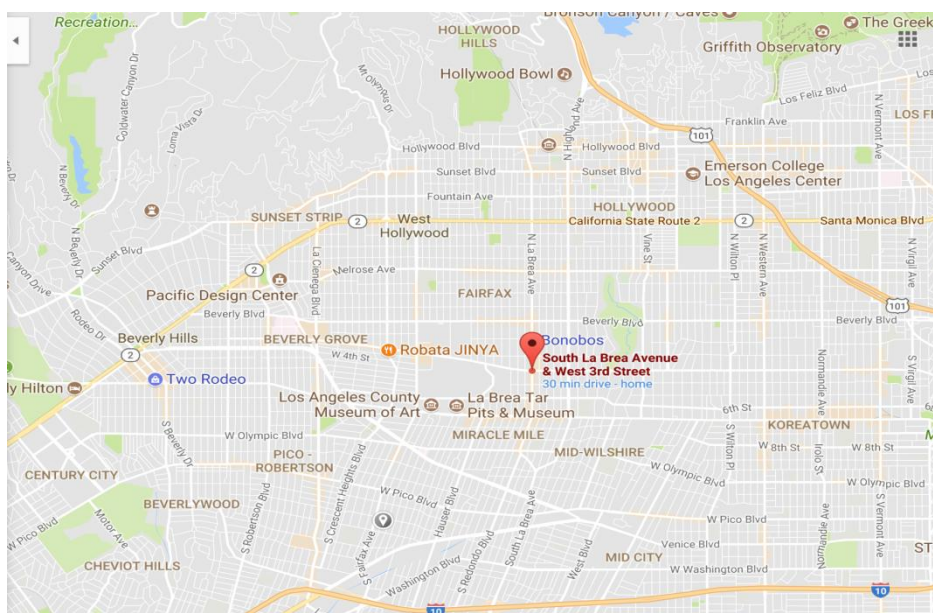 Recreation...
Coldwater Canyon Dr
Mt Olympus Dr
HOLLYWOOD
HILLS
Bronson Canyon / Caves
The Greek
Griffith Observatory
Hollywood Bowl
Los Feliz Blvd
Los
N Vermont Ave
Loma Vista Dr
N Beverly Dr
N Highland Ave
101
Franklin Ave
LOS F
Hollywood Blvd
Hollywood Blvd
Sunset Blvd
Sunset Blvd
Emerson College
Los Angeles Center
Fountain Ave
SUNSET STRIP
2
West
Hollywood
HOLLYWOOD
California State Route 2
2
Santa Monica Blvd
N Beverly Dr
Sunset Blvd
Canyon Drive
La Cienega Blvd
N La Brea Ave
Vine St
N Wilton Pl
N Western Ave
N Virgil Ave
2
Melrose Ave
Pacific Design Center
FAIRFAX
Rodeo Dr
Beverly Blvd
Beverly Blvd
101
Beverly Blvd
Beverly Hills
BEVERLY GROVE
Bonobos
2
W 4th St
Robata JINYA
South La Brea Avenue
& West 3rd Street
30 min drive - home
Normandie Ave
S Virgil Ave
ly Hilton
Two Rodeo
Los Angeles County
Museum of Art
La Brea Tar
Pits & Museum
6th St
KOREATOWN
S Beverly Dr
W Olympic Blvd
MIRACLE MILE
MID-WILSHIRE
S Wilton Pl
W 8th St
Irolo St
W 8th St
M
PICO -
ROBERTSON
CENTURY CITY
S Crescent Heights Blvd
W Olympic Blvd
W Olympic Blvd
BEVERLYWOOD
S Robertson Blvd
W Pico Blvd
Hauser Blvd
South La Brea Ave
W Pico Blvd
S Vermont Ave
W Pico Blvd
Motor Ave
S Fairfax Ave
S Redondo Blvd
West Blvd
Venice Blvd
Normandie Ave
ST
CHEVIOT HILLS
Washington Blvd
MID CITY
W Washington Blvd
10
10